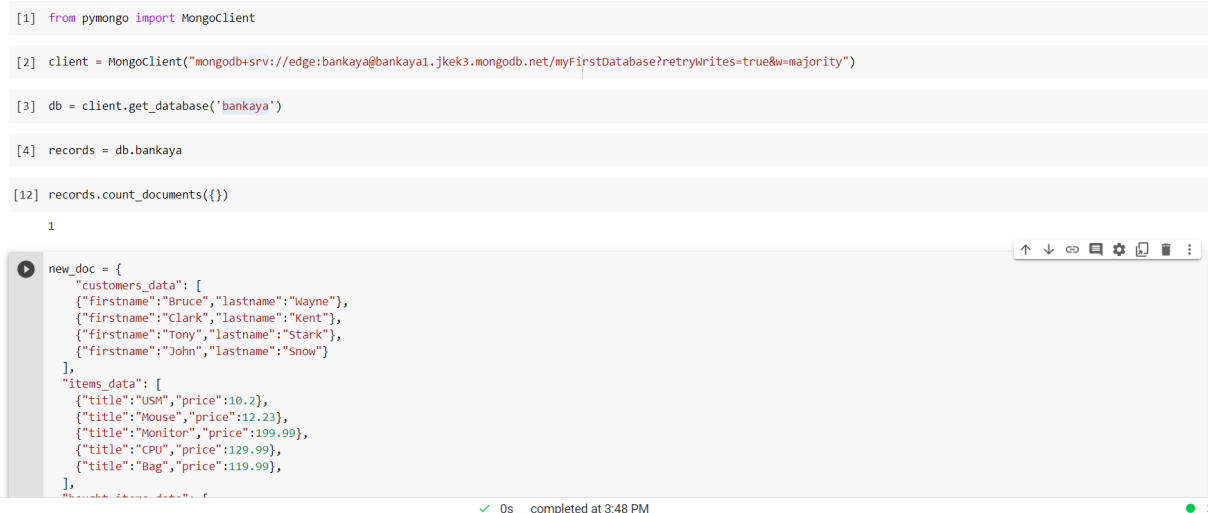 [1] from pymongo import MongoClient
[2] client = MongoClient("mongodb+srv://edge:bankaya@bankaya1.jkek3.mongodb.net/myFirstDatabase?retryWrites=true&w=majority")
[3] db = client.get_database('bankaya')
[4] records = db.bankaya
[12] records.count_documents({})
1
new_doc = {
"customers_data": [
{"firstname":"Bruce","lastname":"Wayne"},
{"firstname":"Clark","lastname":"Kent"},
{"firstname":"Tony","lastname":"Stark"},
{"firstname":"John","lastname":"Snow"}
],
"items_data": [
{"title":"USM","price":10.2},
{"title":"Mouse","price":12.23},
{"title":"Monitor","price":199.99},
{"title":"CPU","price":129.99},
{"title":"Bag","price":119.99},
],
0s completed at 3:48 PM